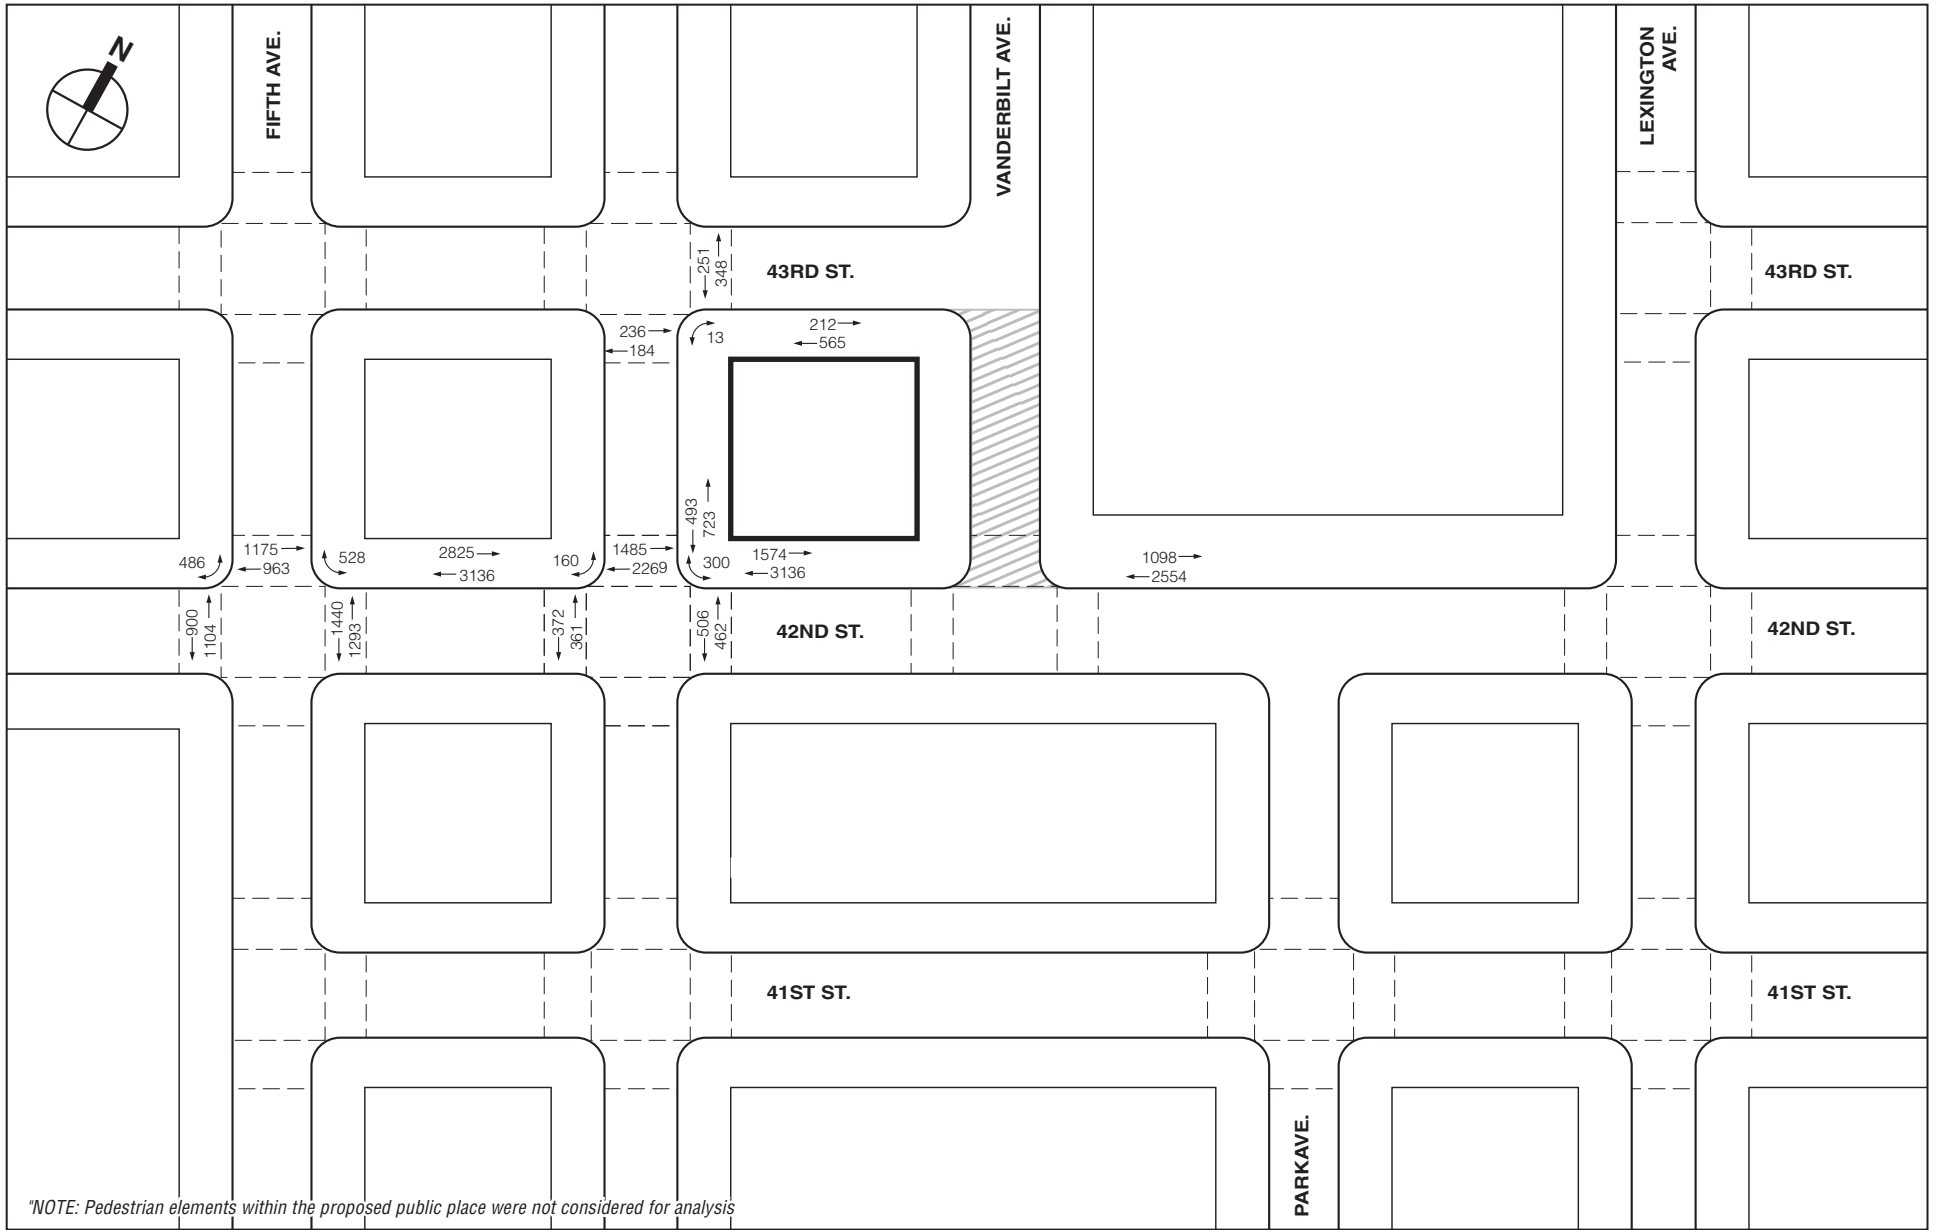 N
FIFTH AVE.
VANDERBILT AVE.
LEXINGTON
AVE.
251
348
43RD ST.
43RD ST.
236
184
13
212
565
493
723
486
1175
963
528
2825
3136
160
1485
2269
300
1574
3136
1098
2554
900
1104
1440
1293
372
361
506
462
42ND ST.
42ND ST.
41ST ST.
41ST ST.
PARKAVE.
"NOTE: Pedestrian elements within the proposed public place were not considered for analysis